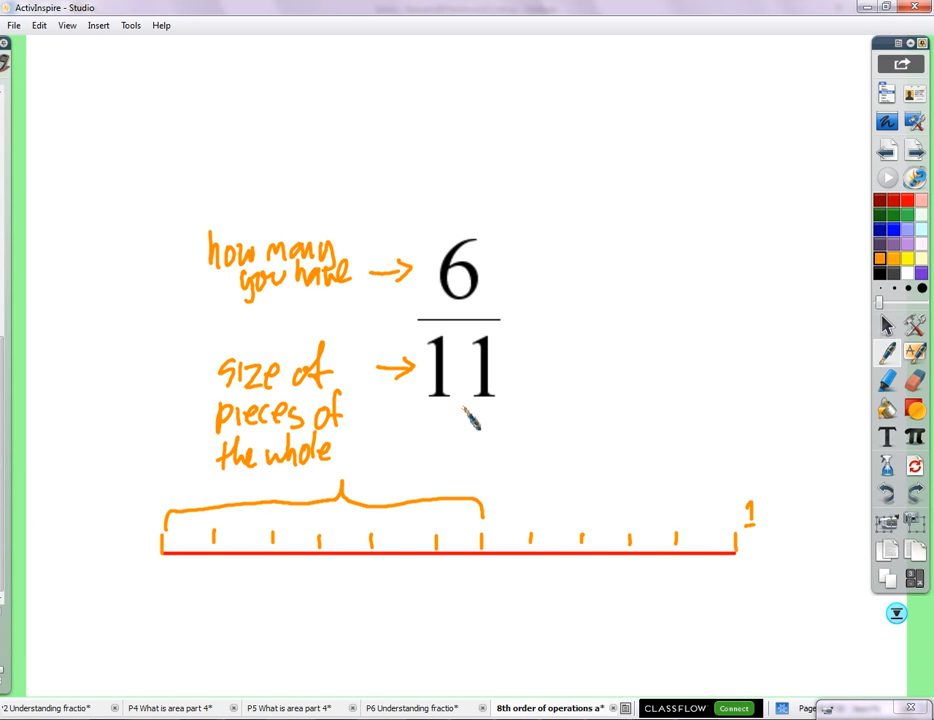 ActivInspire - Studio
File Edit View Insert Tools Help
how many
you have
6
11
size of
pieces of
the whole
1
'2 Understanding fractio* P4 What is area part 4* P5 What is area part 4* P6 Understanding fractio* 8th order of operations a* CLASSFLOW Connect Page